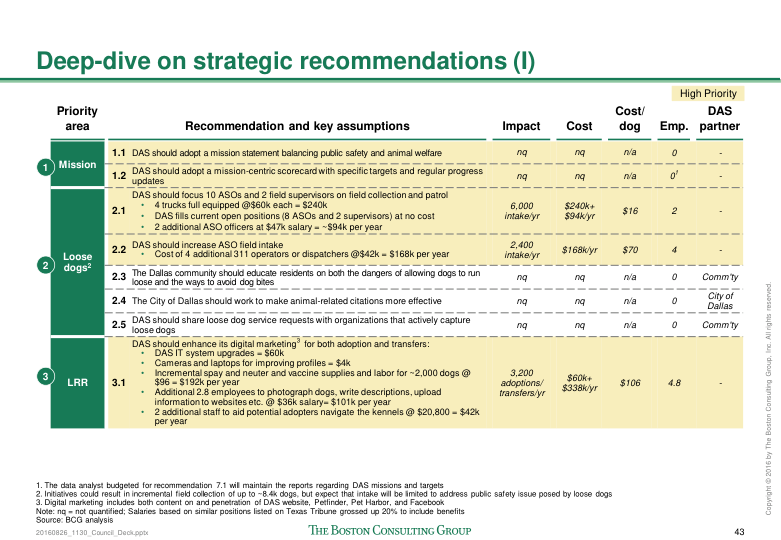 Deep-dive on strategic recommendations (I)
High Priority
Priority area
Recommendation and key assumptions
Impact
Cost
Cost/ dog
Emp.
DAS partner
1 Mission
1.1 DAS should adopt a mission statement balancing public safety and animal welfare
nq nq n/a 0 -
1.2 DAS should adopt a mission-centric scorecard with specific targets and regular progress
updates
nq nq n/a 0¹ -
2 Loose dogs²
2.1 DAS should focus 10 ASOs and 2 field supervisors on field collection and patrol
• 4 trucks full equipped @$60k each = $240k
• DAS fills current open positions (8 ASOs and 2 supervisors) at no cost
• 2 additional ASO officers at $47k salary = ~$94k per year
6,000 intake/yr
$240k+ $94k/yr
$16 2 -
2.2 DAS should increase ASO field intake
• Cost of 4 additional 311 operators or dispatchers @$42k = $168k per year
2,400 intake/yr
$168k/yr $70 4 -
2.3 The Dallas community should educate residents on both the dangers of allowing dogs to run
loose and the ways to avoid dog bites
nq nq n/a 0 Comm'ty
2.4 The City of Dallas should work to make animal-related citations more effective
nq nq n/a 0 City of Dallas
2.5 DAS should share loose dog service requests with organizations that actively capture
loose dogs
nq nq n/a 0 Comm'ty
3 LRR
3.1 DAS should enhance its digital marketing³ for both adoption and transfers:
• DAS IT system upgrades = $60k
• Cameras and laptops for improving profiles = $4k
• Incremental spay and neuter and vaccine supplies and labor for ~2,000 dogs @
$96 = $192k per year
• Additional 2.8 employees to photograph dogs, write descriptions, upload
information to websites etc. @ $36k salary= $101k per year
• 2 additional staff to aid potential adopters navigate the kennels @ $20,800 = $42k
per year
3,200 adoptions/ transfers/yr
$60k+ $338k/yr
$106 4.8 -
1. The data analyst budgeted for recommendation 7.1 will maintain the reports regarding DAS missions and targets
2. Initiatives could result in incremental field collection of up to ~8.4k dogs, but expect that intake will be limited to address public safety issue posed by loose dogs
3. Digital marketing includes both content on and penetration of DAS website, Petfinder, Pet Harbor, and Facebook
Note: nq = not quantified; Salaries based on similar positions listed on Texas Tribune grossed up 20% to include benefits
Source: BCG analysis
20160826_1130_Council_Deck.pptx
THE BOSTON CONSULTING GROUP
43
Copyright © 2016 by The Boston Consulting Group, Inc. All rights reserved.